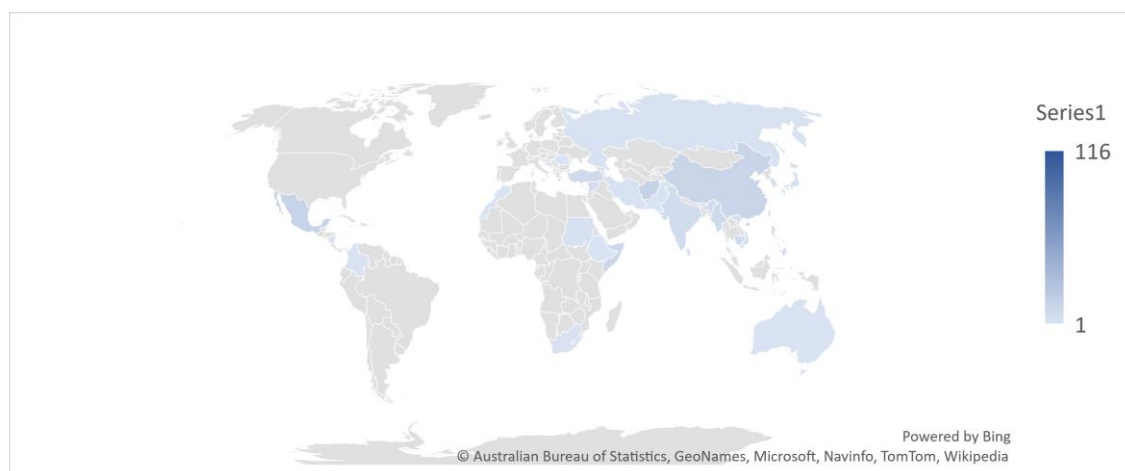 Series1
116
1
Powered by Bing
© Australian Bureau of Statistics, GeoNames, Microsoft, Navinfo, TomTom, Wikipedia